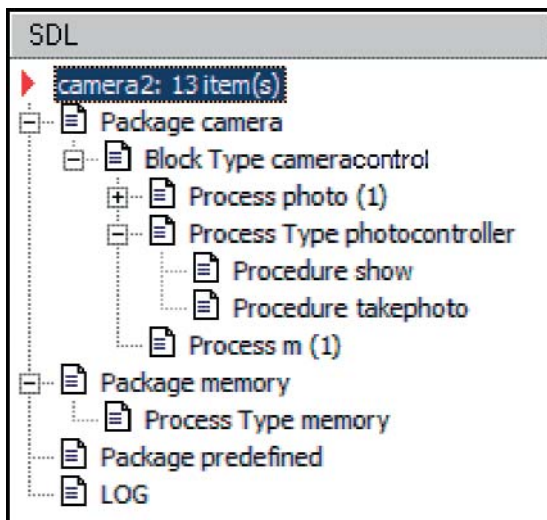 SDL
camera2: 13 item(s)
Package camera
Block Type cameracontrol
Process photo (1)
Process Type photocontroller
Procedure show
Procedure takephoto
Process m (1)
Package memory
Process Type memory
Package predefined
LOG